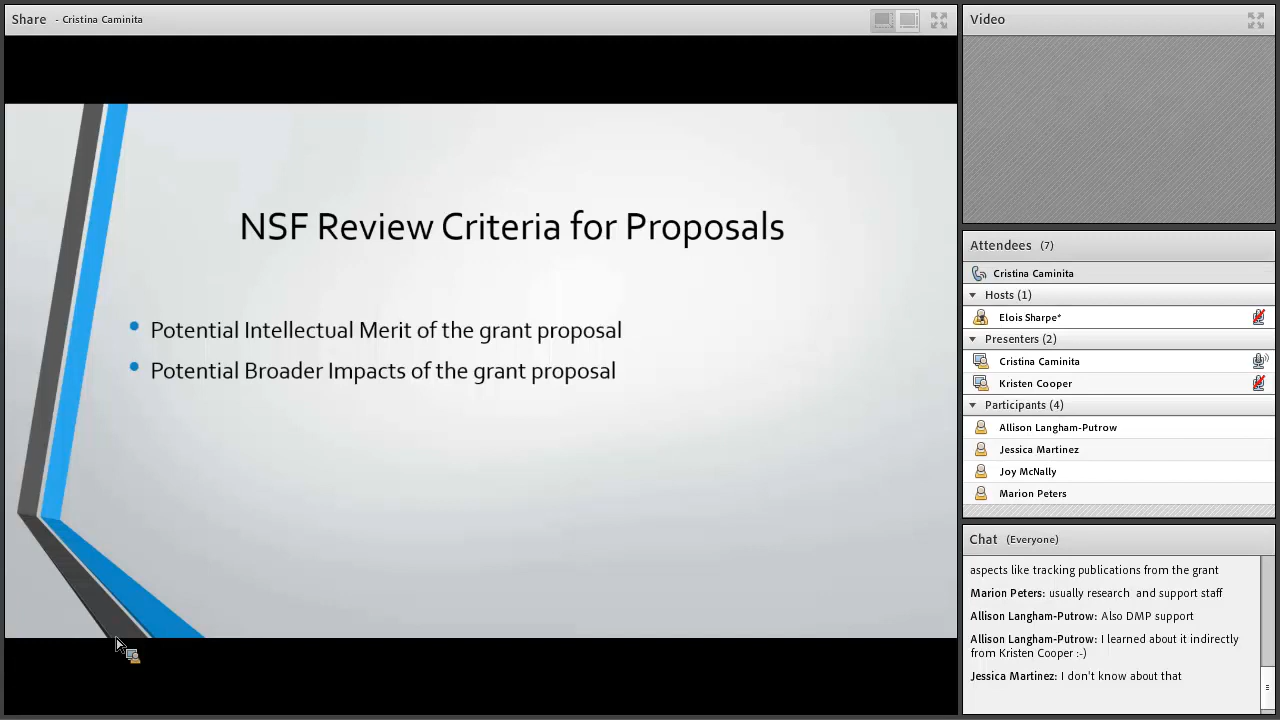 Share - Cristina Caminita
NSF Review Criteria for Proposals
Potential Intellectual Merit of the grant proposal
Potential Broader Impacts of the grant proposal
Video
Attendees (7)
Cristina Caminita
Hosts (1)
Elois Sharpe*
Presenters (2)
Cristina Caminita
Kristen Cooper
Participants (4)
Allison Langham-Putrow
Jessica Martinez
Joy McNally
Marion Peters
Chat (Everyone)
aspects like tracking publications from the grant
Marion Peters: usually research and support staff
Allison Langham-Putrow: Also DMP support
Allison Langham-Putrow: I learned about it indirectly
from Kristen Cooper :-)
Jessica Martinez: I don't know about that